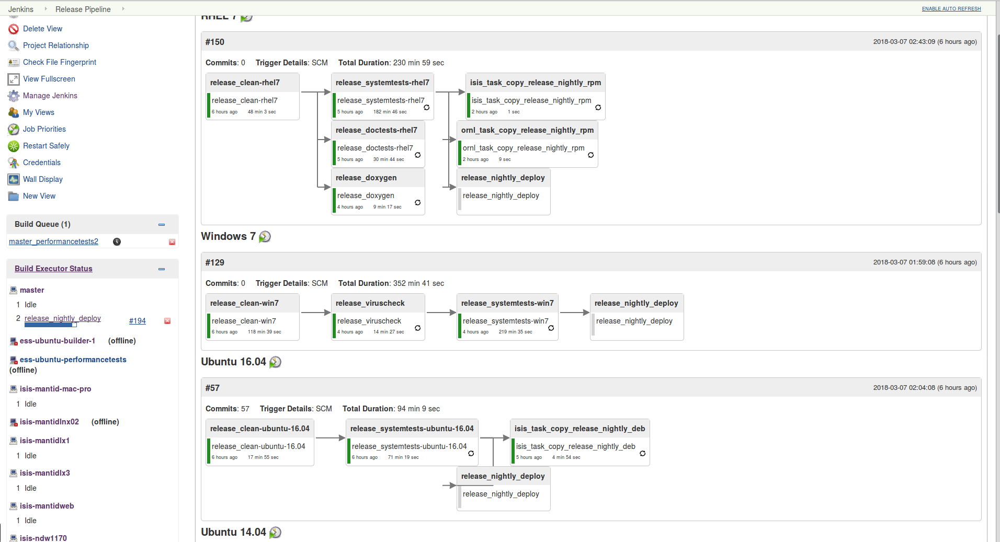 Jenkins Release Pipeline
ENABLE AUTO REFRESH
Delete View
Project Relationship
Check File Fingerprint
View Fullscreen
Manage Jenkins
My Views
Job Priorities
Restart Safely
Credentials
Wall Display
New View
Build Queue (1)
master_performancetests2
Build Executor Status
master
1 Idle
2 release_nightly_deploy #194
ess-ubuntu-builder-1 (offline)
ess-ubuntu-performancetests
(offline)
isis-mantid-mac-pro
1 Idle
isis-mantidlnx02 (offline)
isis-mantidlx1
1 Idle
isis-mantidlx3
1 Idle
isis-mantidweb
1 Idle
isis-ndw1170
RHEL 7
#150 2018-03-07 02:43:09 (6 hours ago)
Commits: 0 Trigger Details: SCM Total Duration: 230 min 59 sec
release_clean-rhel7
release_clean-rhel7
6 hours ago 48 min 3 sec
release_systemtests-rhel7
release_systemtests-rhel7
5 hours ago 182 min 46 sec
isis_task_copy_release_nightly_rpm
isis_task_copy_release_nightly_rpm
2 hours ago 1 sec
release_doctests-rhel7
release_doctests-rhel7
5 hours ago 30 min 44 sec
ornl_task_copy_release_nightly_rpm
ornl_task_copy_release_nightly_rpm
2 hours ago 9 sec
release_doxygen
release_doxygen
4 hours ago 9 min 17 sec
release_nightly_deploy
release_nightly_deploy
Windows 7
#129 2018-03-07 01:59:08 (6 hours ago)
Commits: 0 Trigger Details: SCM Total Duration: 352 min 41 sec
release_clean-win7
release_clean-win7
6 hours ago 118 min 39 sec
release_viruscheck
release_viruscheck
4 hours ago 14 min 27 sec
release_systemtests-win7
release_systemtests-win7
4 hours ago 219 min 35 sec
release_nightly_deploy
release_nightly_deploy
Ubuntu 16.04
#57 2018-03-07 02:04:08 (6 hours ago)
Commits: 57 Trigger Details: SCM Total Duration: 94 min 9 sec
release_clean-ubuntu-16.04
release_clean-ubuntu-16.04
6 hours ago 17 min 55 sec
release_systemtests-ubuntu-16.04
release_systemtests-ubuntu-16.04
6 hours ago 71 min 19 sec
isis_task_copy_release_nightly_deb
isis_task_copy_release_nightly_deb
5 hours ago 4 min 54 sec
release_nightly_deploy
release_nightly_deploy
Ubuntu 14.04